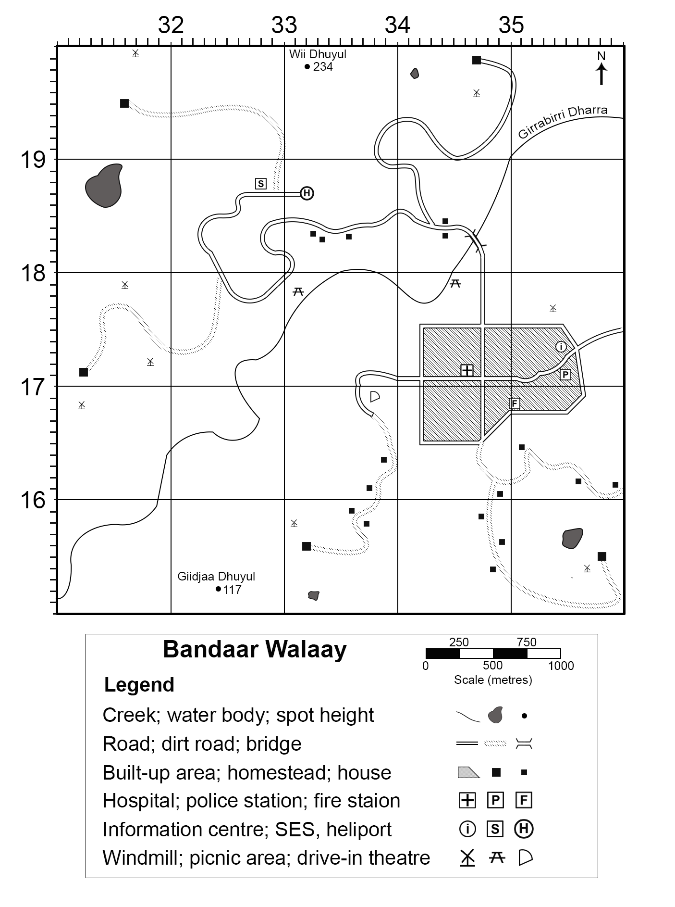 32 33 34 35
Wii Dhuyul
234
N
Girrabirri Dharra
19
S
H
18
i
17
P
F
16
Giidjaa Dhuyul
117
Bandaar Walaay
250 750
0 500 1000
Scale (metres)
Legend
Creek; water body; spot height
Road; dirt road; bridge
Built-up area; homestead; house
Hospital; police station; fire staion P F
Information centre; SES, heliport i S H
Windmill; picnic area; drive-in theatre